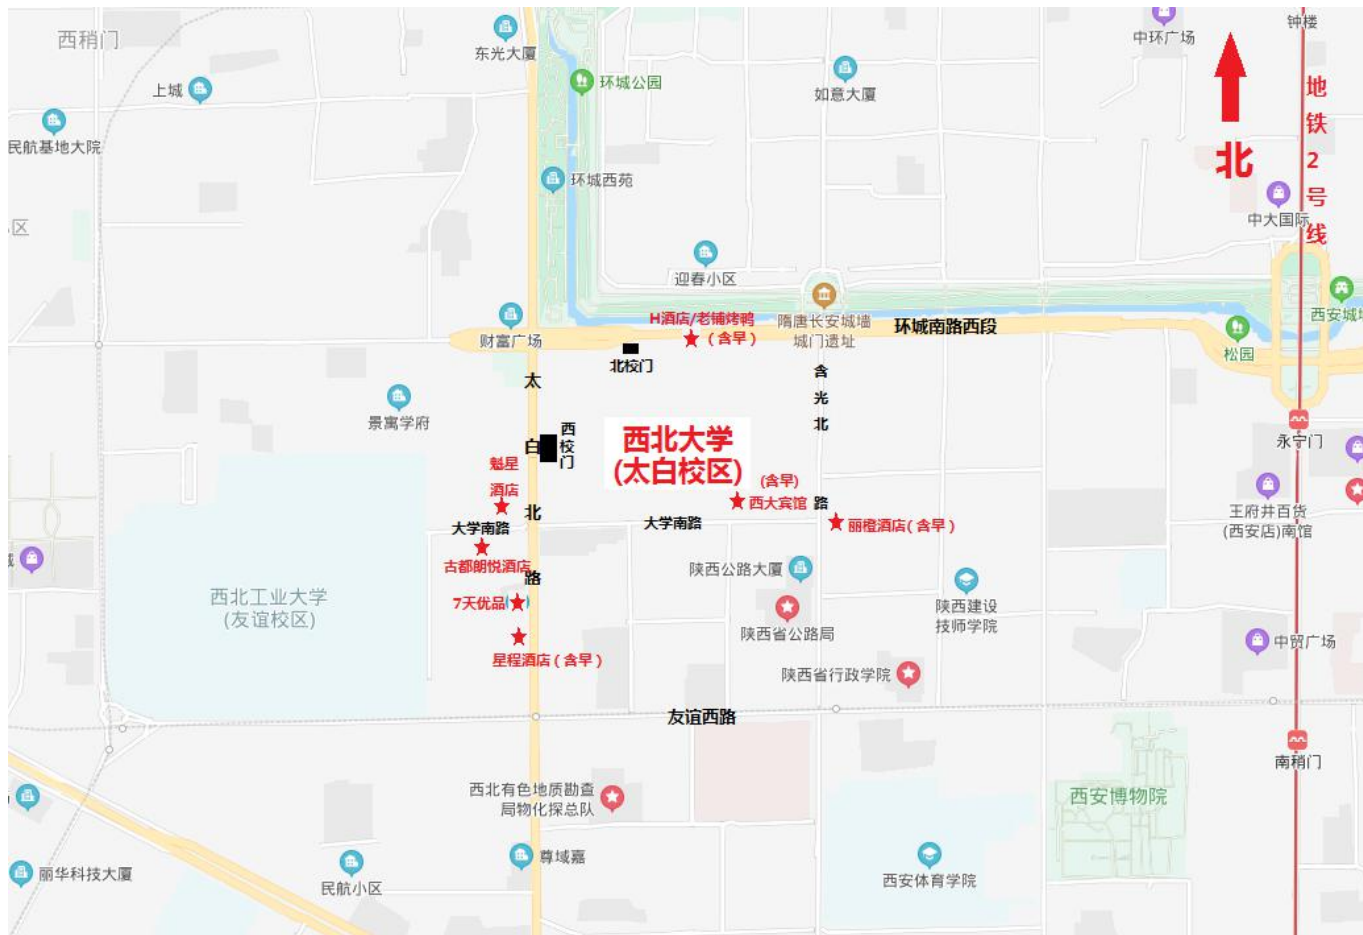 西稍门
东光大厦
上城
民航基地大院
环城公园
如意大厦
中环广场
钟楼
地
铁
2
号
线
北
环城西苑
中大国际
小区
迎春小区
财富广场
H酒店/老铺烤鸭
(含早)
隋唐长安城墙
城门遗址
环城南路西段
松园
西安城墙
北校门
太
白
北
路
含
光
北
路
景寓学府
西
校
门
西北大学
(太白校区)
永宁门
魁星
酒店
(含早)
西大宾馆
大学南路
大学南路
丽橙酒店(含早)
王府井百货
(西安店)南馆
城
古都朗悦酒店
陕西公路大厦
西北工业大学
(友谊校区)
7天优品
陕西省公路局
陕西建设
技师学院
星程酒店(含早)
中贸广场
陕西省行政学院
友谊西路
南稍门
西北有色地质勘查
局物化探总队
西安博物院
尊域嘉
丽华科技大厦
民航小区
西安体育学院